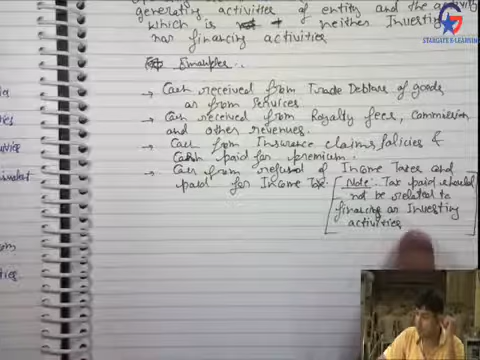 generating activities of entity and the activity
which is neither Investing
nor financing activities
Examples..
→ Cash received from Trade Debtors of goods
or from services
→ Cash received from Royalty fees, Commission
and other revenues.
→ Cash from Insurance claims, policies &
Cash paid for premium.
→ Cash from refund of Income Taxes and
paid for Income Tax. [Note: Tax paid should
not be related to
financing or Investing
activities
STARGATE E-LEARNIN